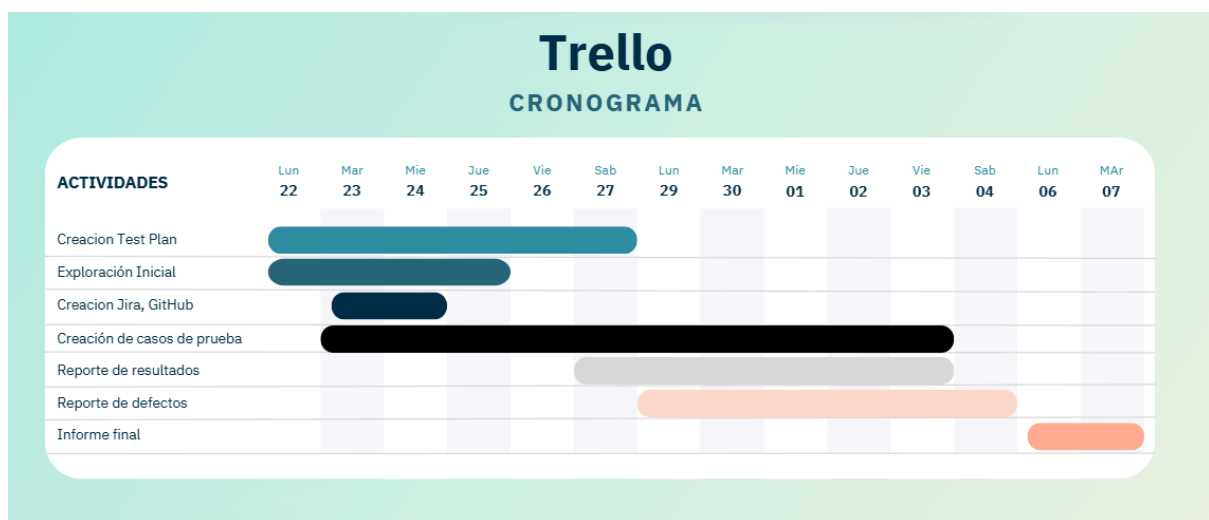 Trello
CRONOGRAMA
ACTIVIDADES
Lun Mar Mie Jue Vie Sab Lun Mar Mie Jue Vie Sab Lun MAr
22 23 24 25 26 27 29 30 01 02 03 04 06 07
Creacion Test Plan
Exploración Inicial
Creacion Jira, GitHub
Creación de casos de prueba
Reporte de resultados
Reporte de defectos
Informe final